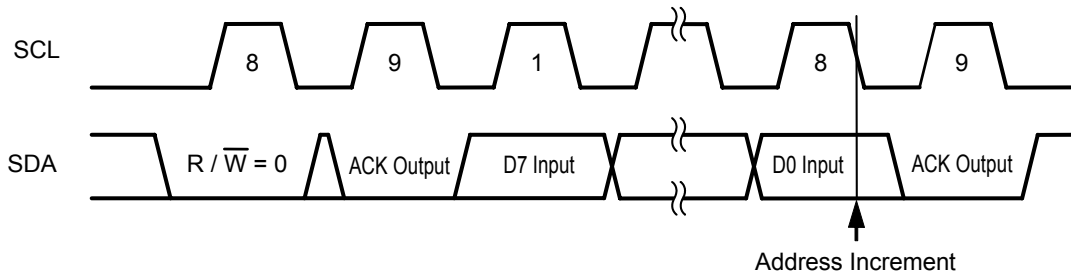 SCL
8
9
1
8
9
SDA
R / W̅ = 0
ACK Output
D7 Input
D0 Input
ACK Output
Address Increment